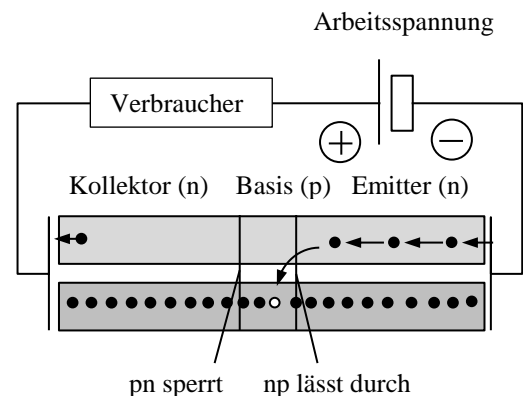 Arbeitsspannung
Verbraucher
+ −
Kollektor (n) Basis (p) Emitter (n)
pn sperrt np lässt durch